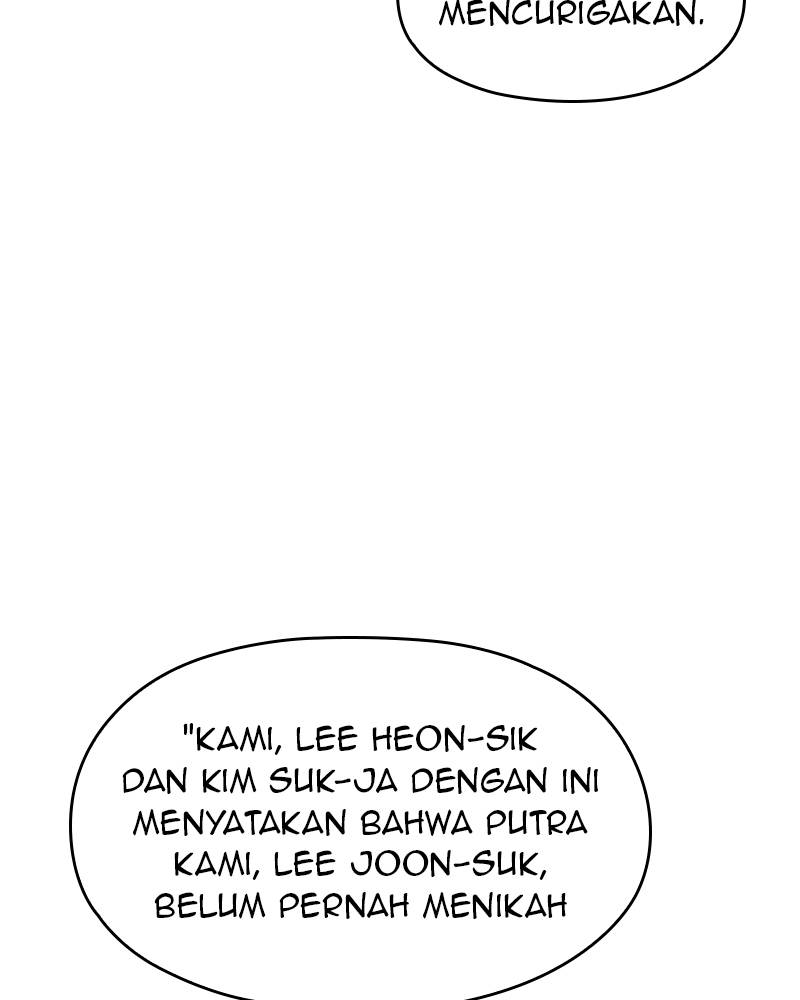 MENCURIGAKAN.
"KAMI, LEE HEON-SIK
DAN KIM SUK-JA DENGAN INI
MENYATAKAN BAHWA PUTRA
KAMI, LEE JOON-SUK,
BELUM PERNAH MENIKAH